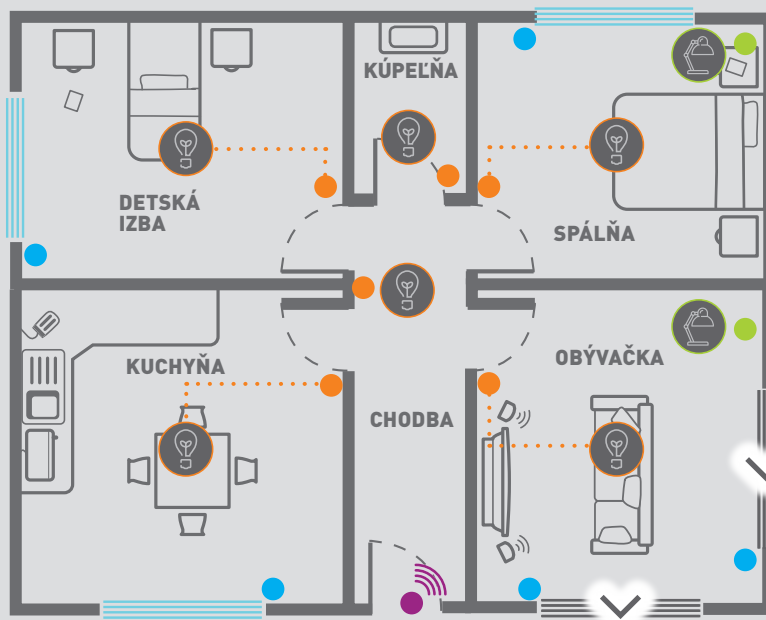 KÚPEĽŇA
DETSKÁ
IZBA
SPÁLŇA
KUCHYŇA
OBÝVAČKA
CHODBA